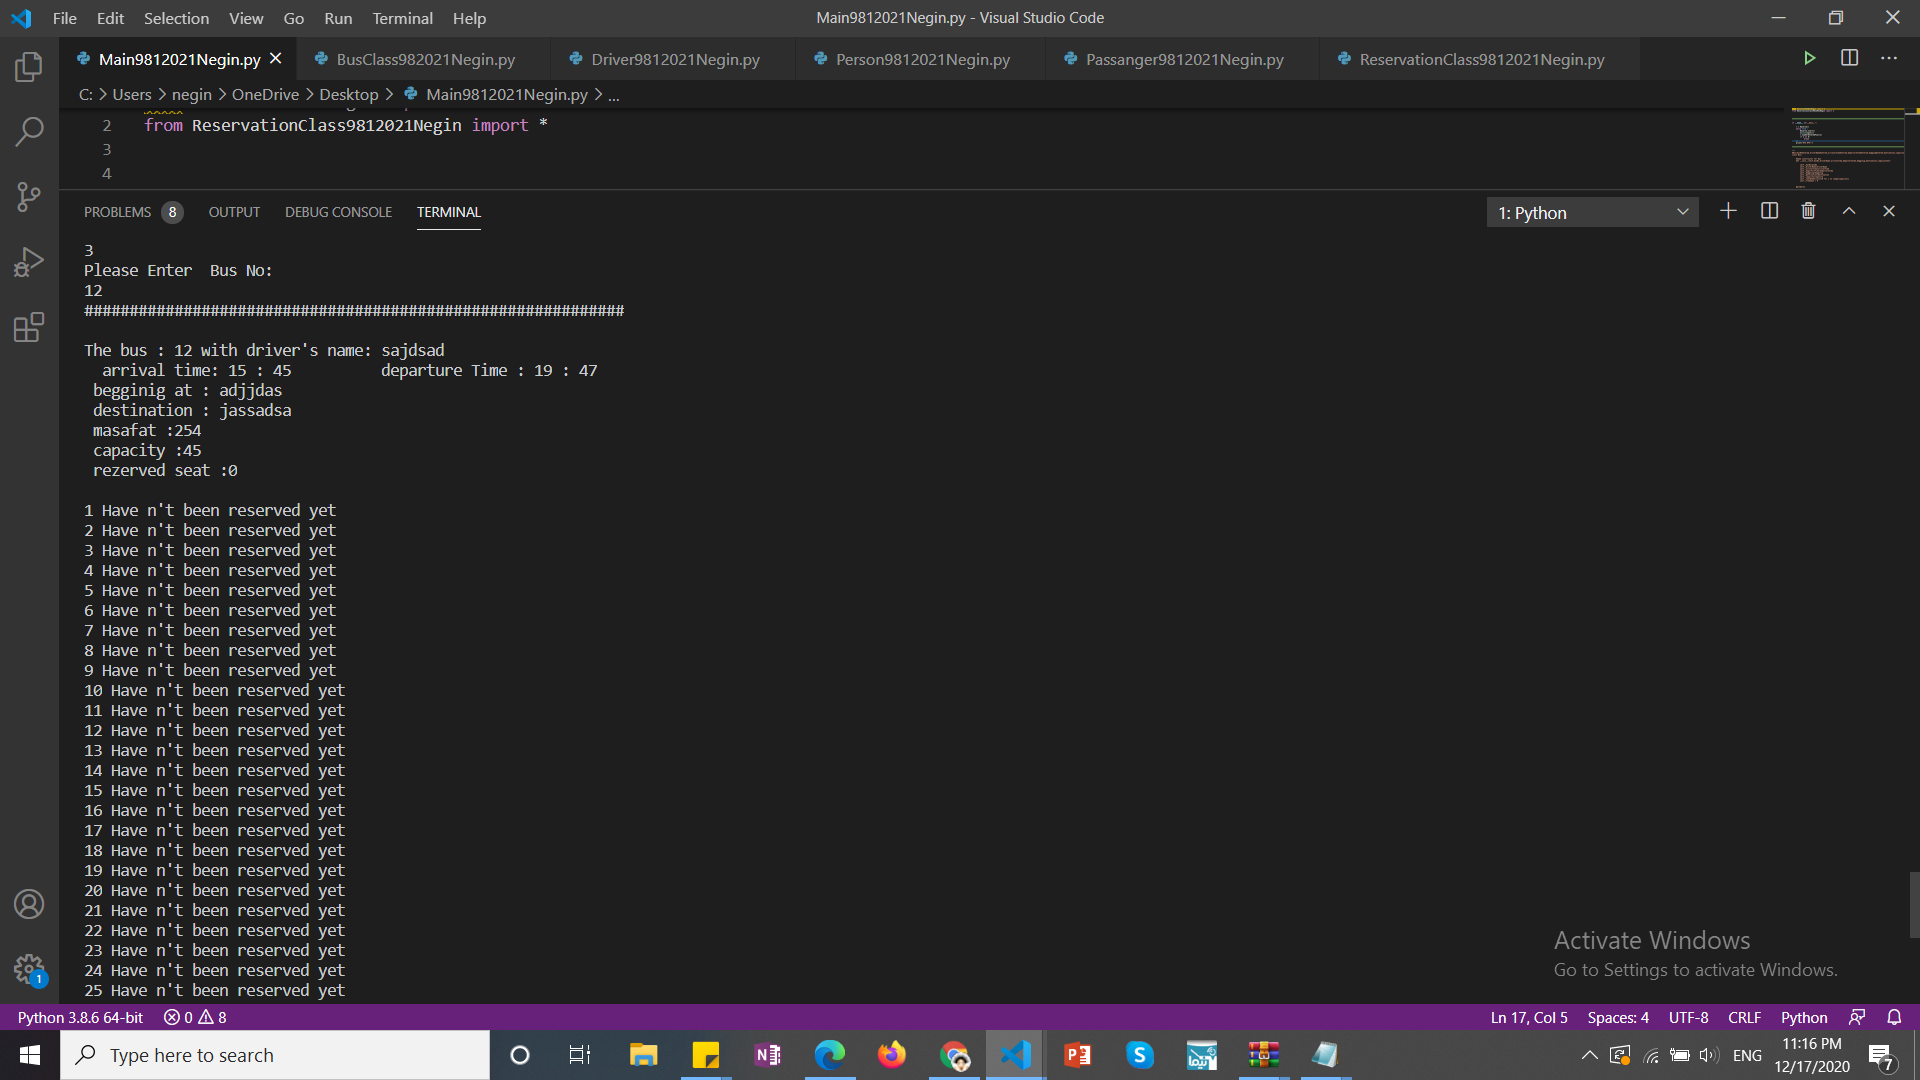 File Edit Selection View Go Run Terminal Help
Main9812021Negin.py - Visual Studio Code
Main9812021Negin.py BusClass982021Negin.py Driver9812021Negin.py Person9812021Negin.py Passanger9812021Negin.py ReservationClass9812021Negin.py
C: > Users > negin > OneDrive > Desktop > Main9812021Negin.py > ...
2 from ReservationClass9812021Negin import *
3
4
PROBLEMS 8 OUTPUT DEBUG CONSOLE TERMINAL 1: Python
3
Please Enter  Bus No:
12
############################################################
The bus : 12 with driver's name: sajdsad
arrival time: 15 : 45          departure Time : 19 : 47
begginig at : adjjdas
destination : jassadsa
masafat :254
capacity :45
rezerved seat :0
1 Have n't been reserved yet
2 Have n't been reserved yet
3 Have n't been reserved yet
4 Have n't been reserved yet
5 Have n't been reserved yet
6 Have n't been reserved yet
7 Have n't been reserved yet
8 Have n't been reserved yet
9 Have n't been reserved yet
10 Have n't been reserved yet
11 Have n't been reserved yet
12 Have n't been reserved yet
13 Have n't been reserved yet
14 Have n't been reserved yet
15 Have n't been reserved yet
16 Have n't been reserved yet
17 Have n't been reserved yet
18 Have n't been reserved yet
19 Have n't been reserved yet
20 Have n't been reserved yet
21 Have n't been reserved yet
22 Have n't been reserved yet
23 Have n't been reserved yet
24 Have n't been reserved yet
25 Have n't been reserved yet
Activate Windows
Go to Settings to activate Windows.
1
Python 3.8.6 64-bit 0 8 Ln 17, Col 5 Spaces: 4 UTF-8 CRLF Python
Type here to search
ENG
11:16 PM
12/17/2020
7